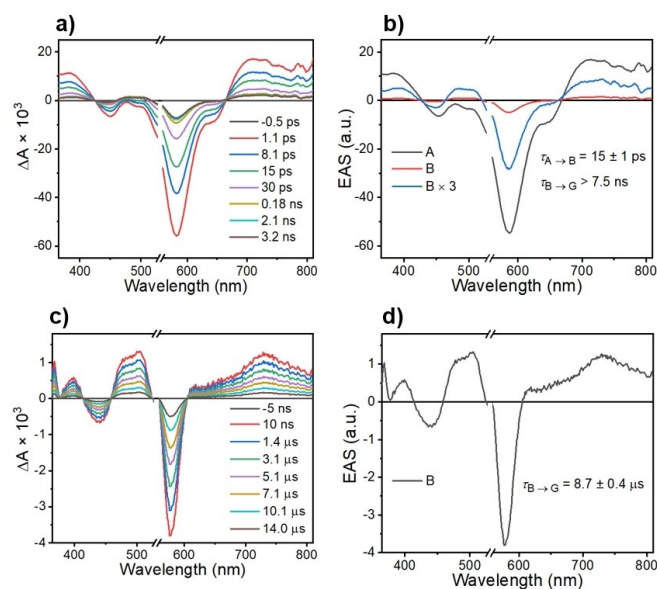 a)
ΔA × 10³
20
0
-20
-40
-60
-0.5 ps
1.1 ps
8.1 ps
15 ps
30 ps
0.18 ns
2.1 ns
3.2 ns
400 500 600 700 800
Wavelength (nm)
b)
EAS (a.u.)
20
0
-20
-40
-60
A
B
B × 3
τA→B = 15 ± 1 ps
τB→G > 7.5 ns
400 500 600 700 800
Wavelength (nm)
c)
ΔA × 10³
1
0
-1
-2
-3
-4
-5 ns
10 ns
1.4 μs
3.1 μs
5.1 μs
7.1 μs
10.1 μs
14.0 μs
400 500 600 700 800
Wavelength (nm)
d)
EAS (a.u.)
1
0
-1
-2
-3
-4
B
τB→G = 8.7 ± 0.4 μs
400 500 600 700 800
Wavelength (nm)